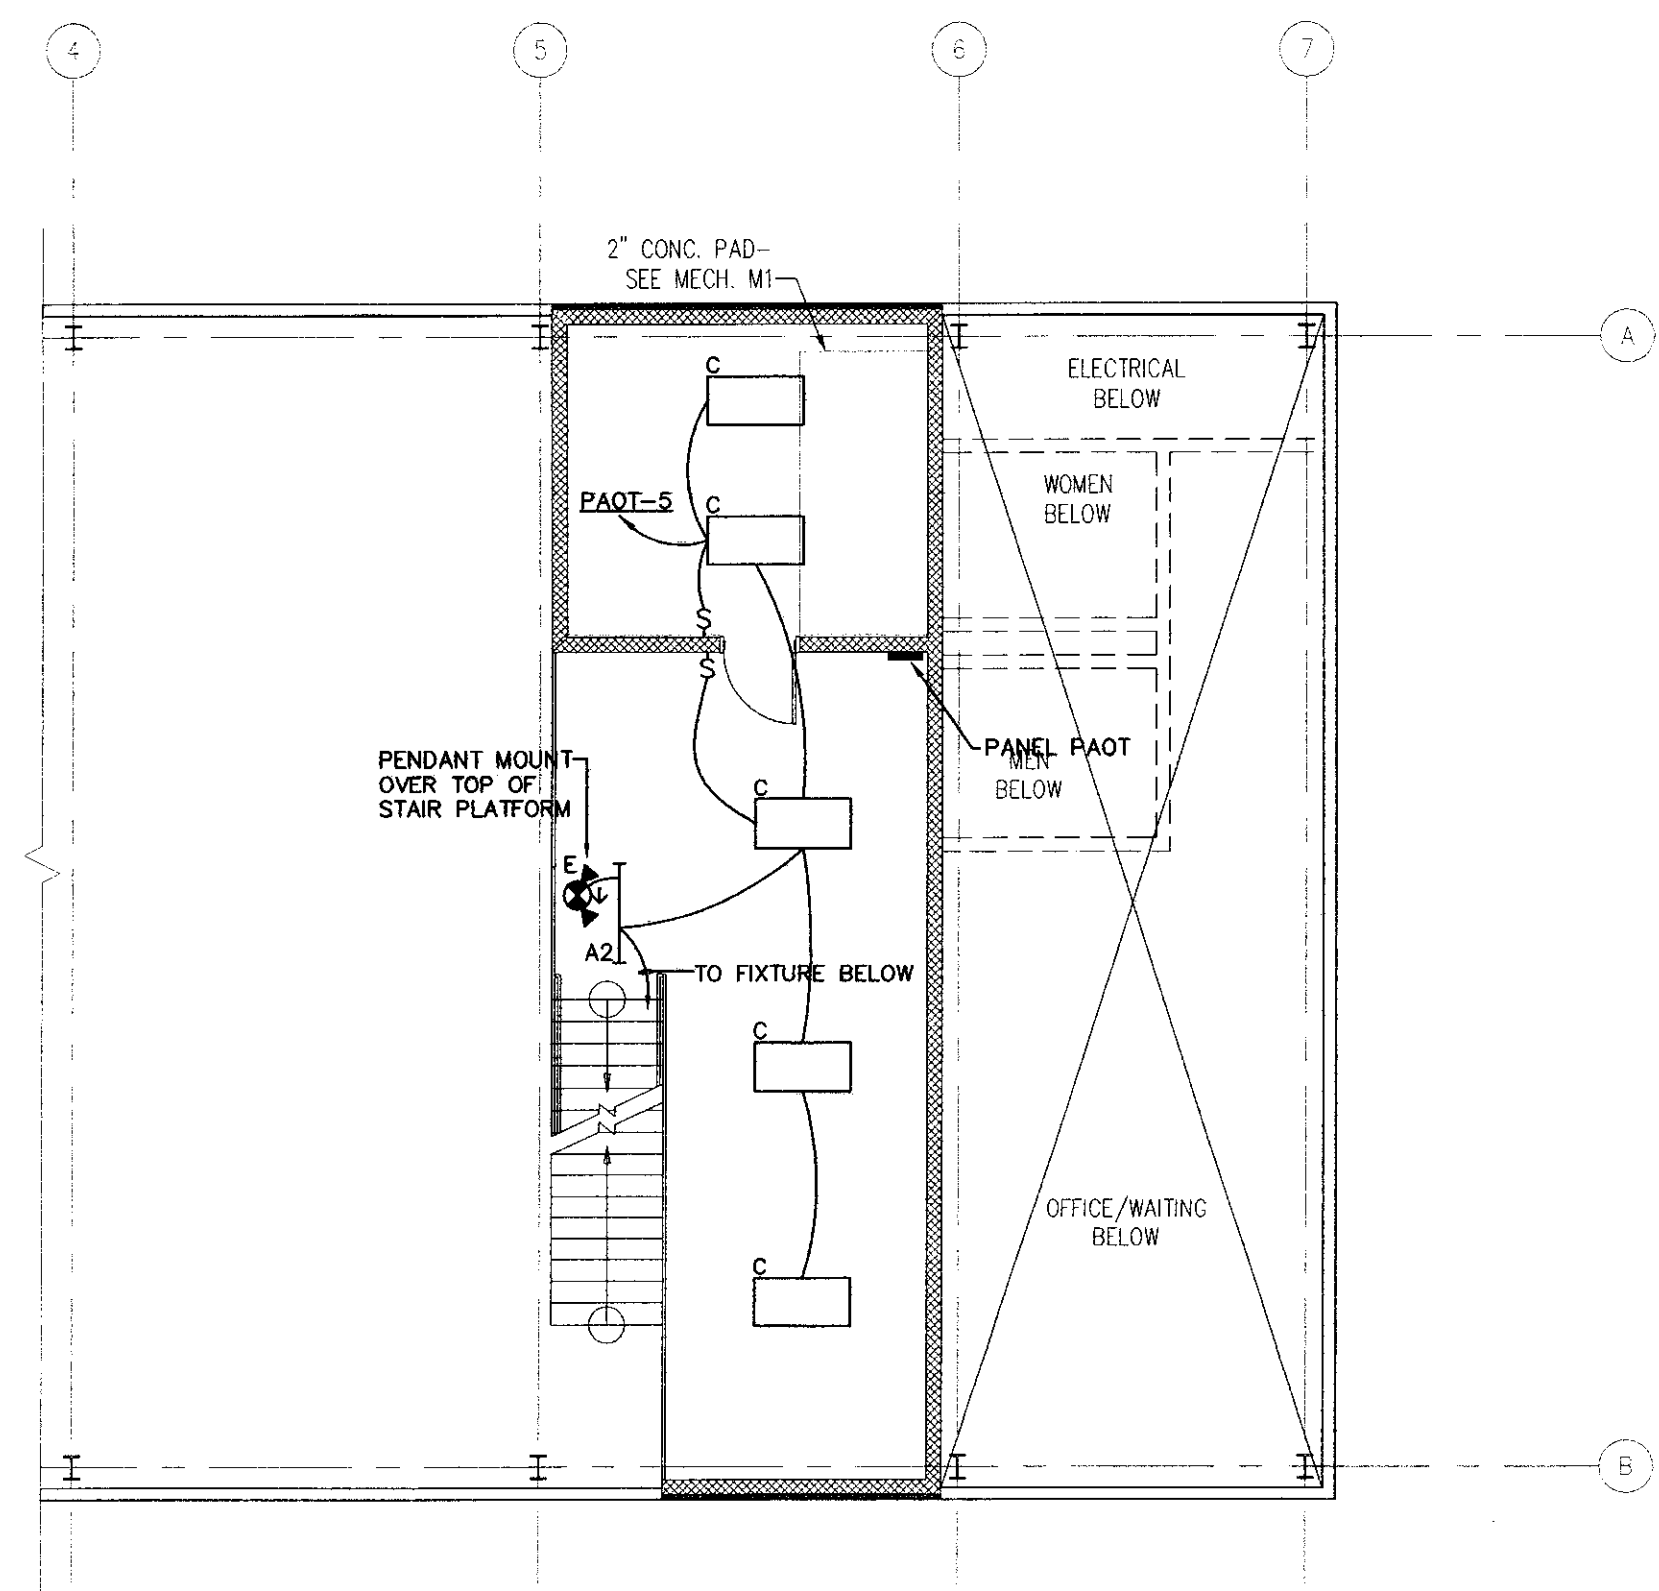 4
5
6
7
2" CONC. PAD-
SEE MECH. M1
A
ELECTRICAL
BELOW
C
WOMEN
BELOW
PAOT-5
C
S
S
PANEL PAOT
MEN
BELOW
PENDANT MOUNT
OVER TOP OF
STAIR PLATFORM
C
E
A2
TO FIXTURE BELOW
C
OFFICE/WAITING
BELOW
C
B